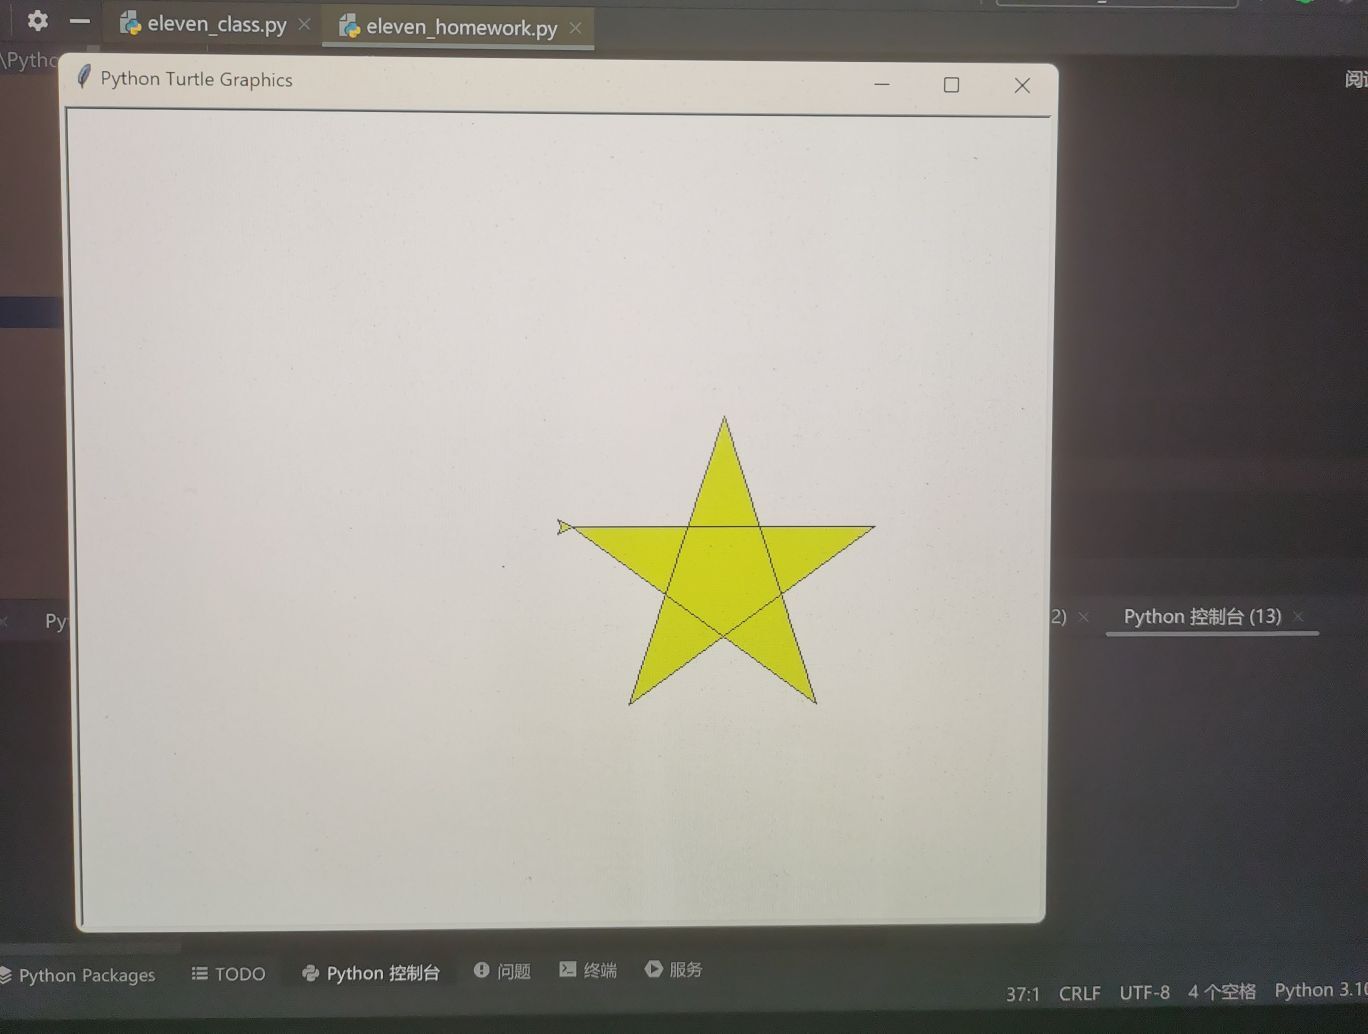 eleven_class.py
eleven_homework.py
\Pytho
Python Turtle Graphics
Py
2)
Python 控制台 (13)
Python Packages
TODO
Python 控制台
问题
终端
服务
37:1
CRLF
UTF-8
4 个空格
Python 3.1